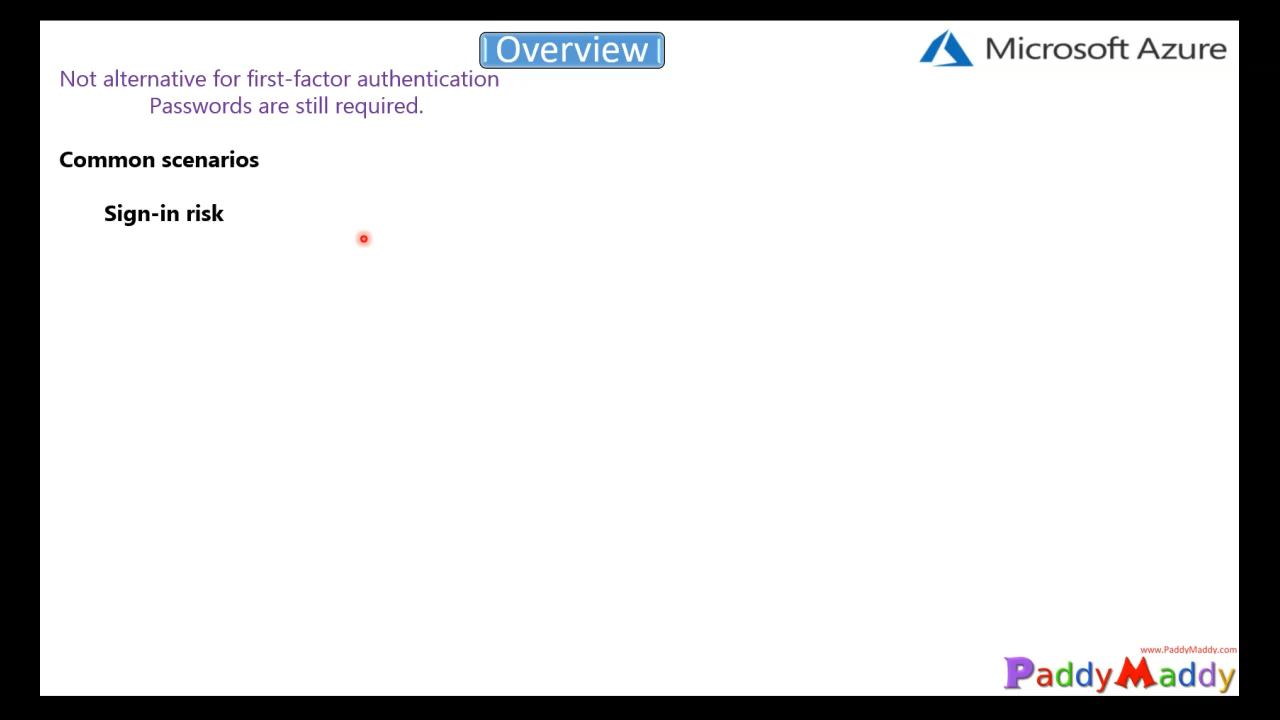 Overview
Microsoft Azure
Not alternative for first-factor authentication
Passwords are still required.
Common scenarios
Sign-in risk
www.PaddyMaddy.com
PaddyMaddy